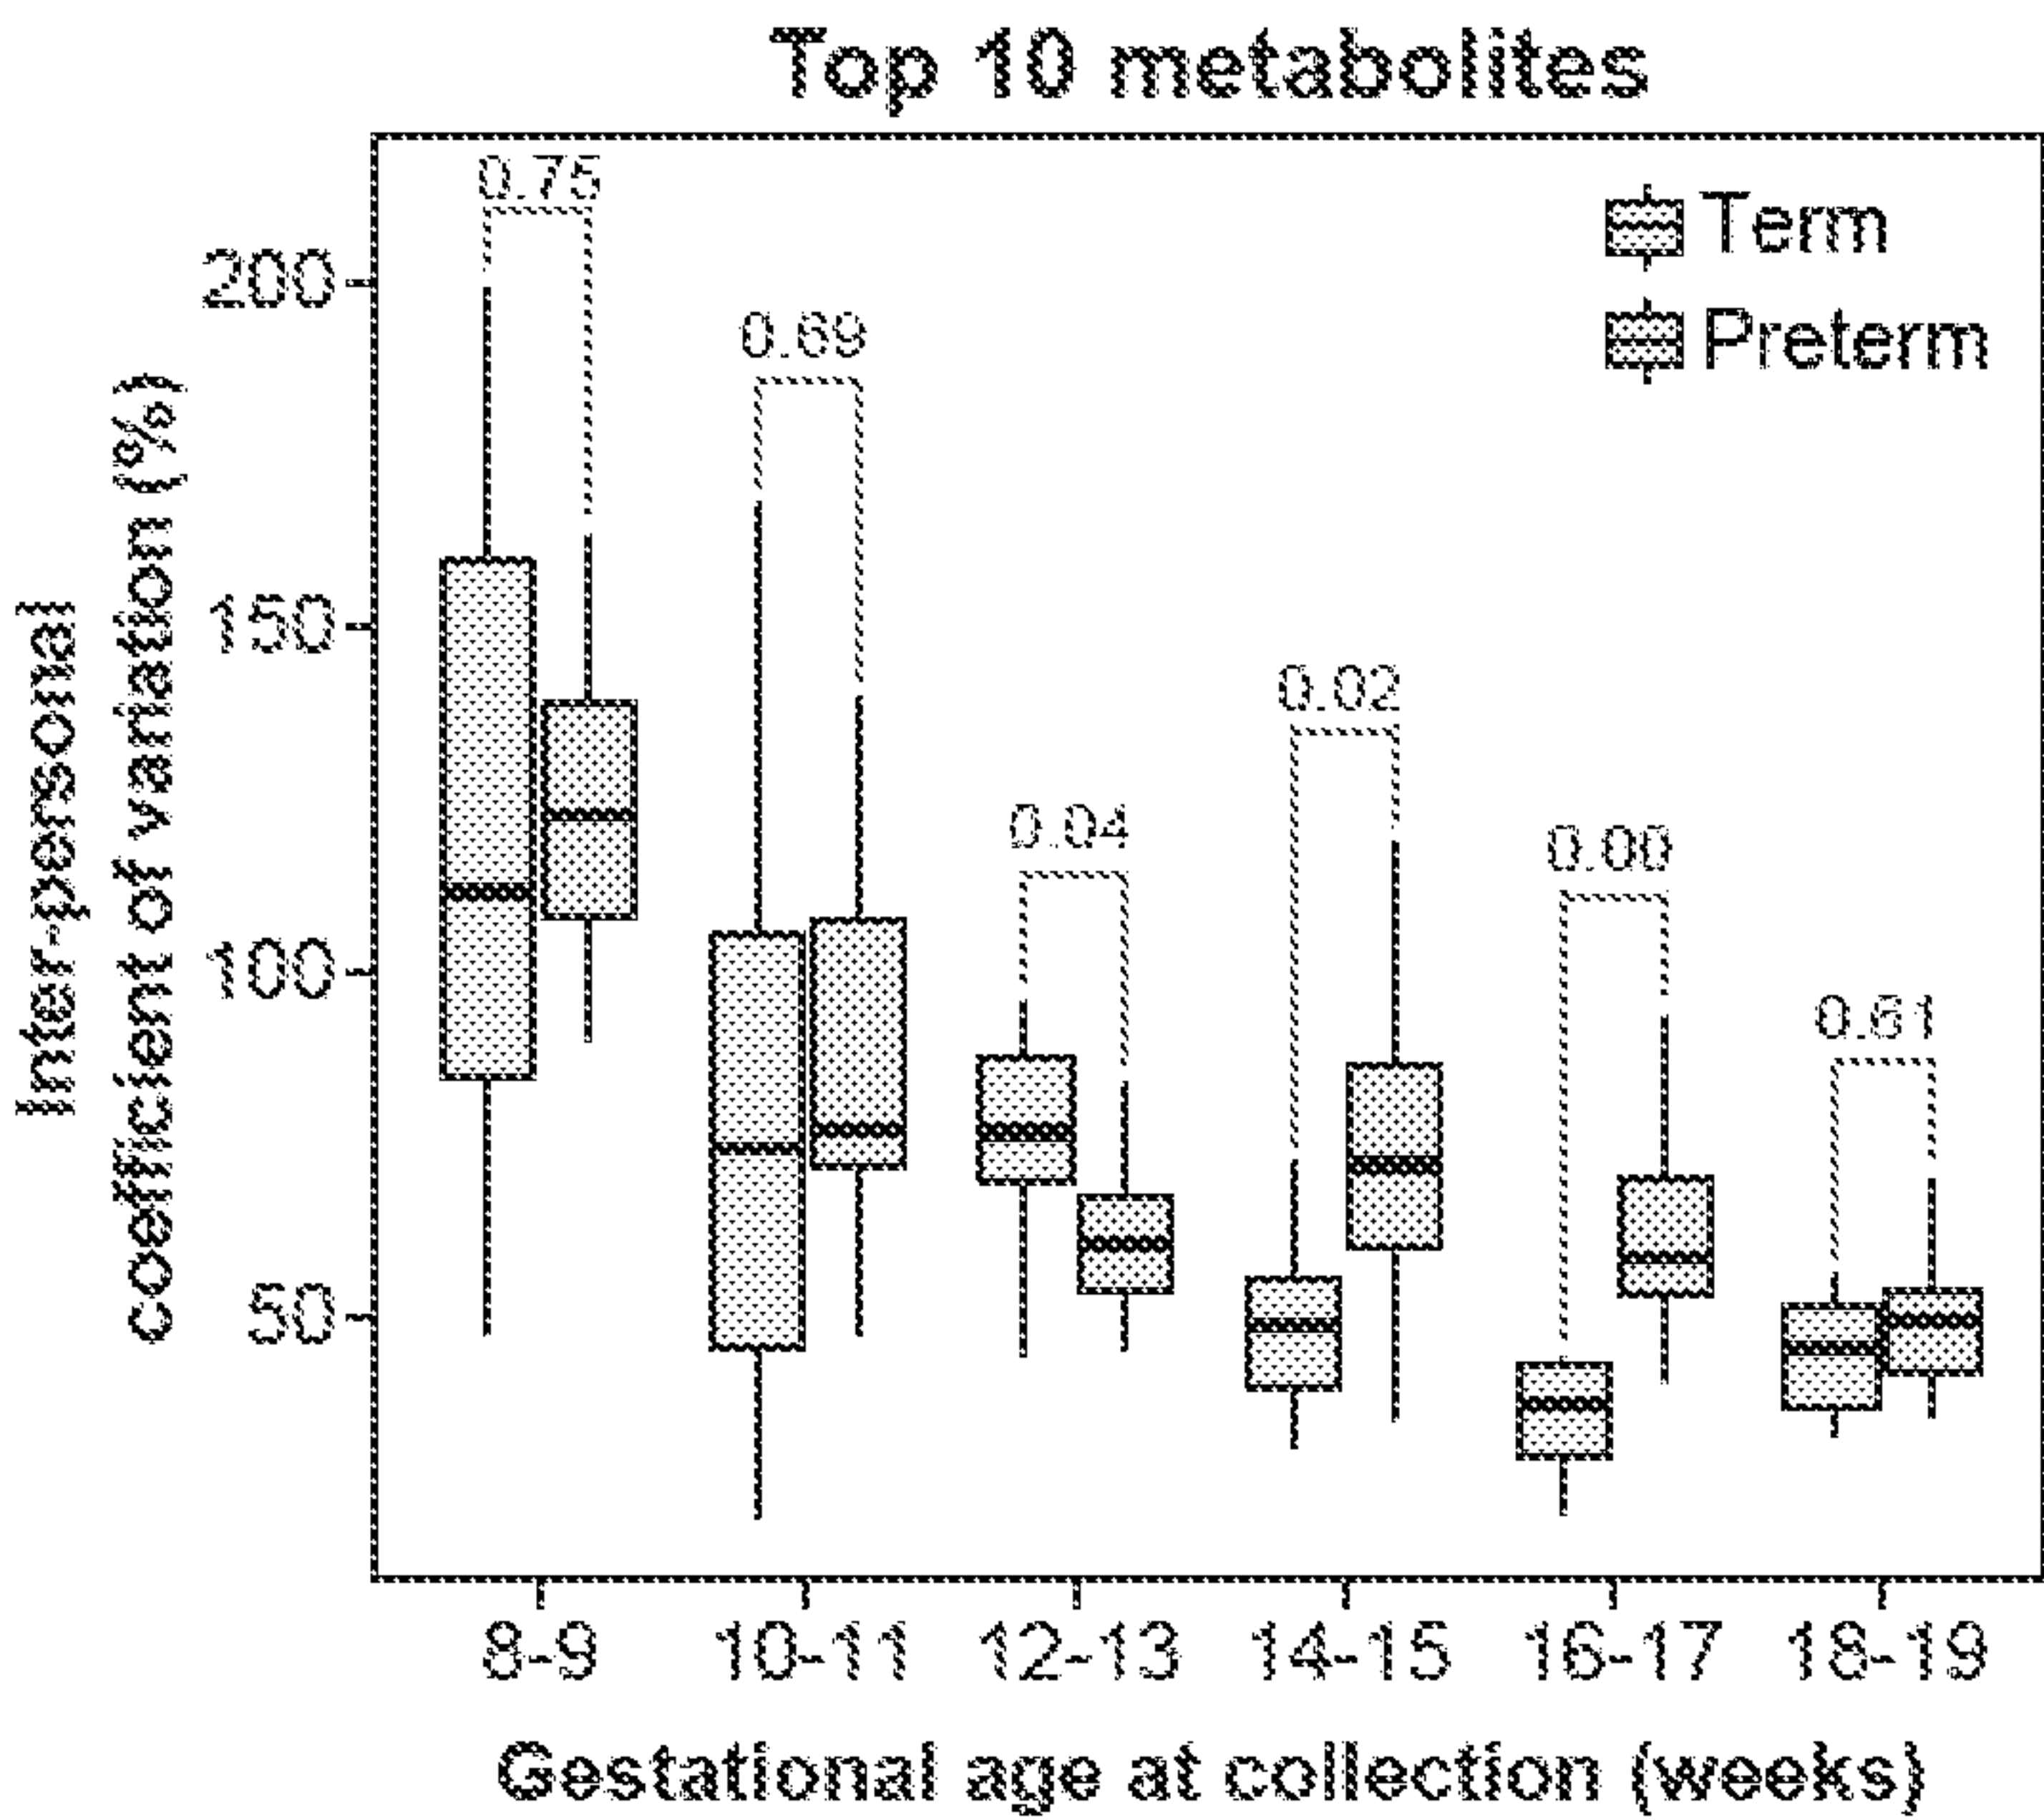 Top 10 metabolites
0.75
Term
200
0.69
Preterm
Inter-personal
coefficient of variation (%)
150
0.02
0.04
0.00
100
0.61
50
8-9 10-11 12-13 14-15 16-17 18-19
Gestational age at collection (weeks)